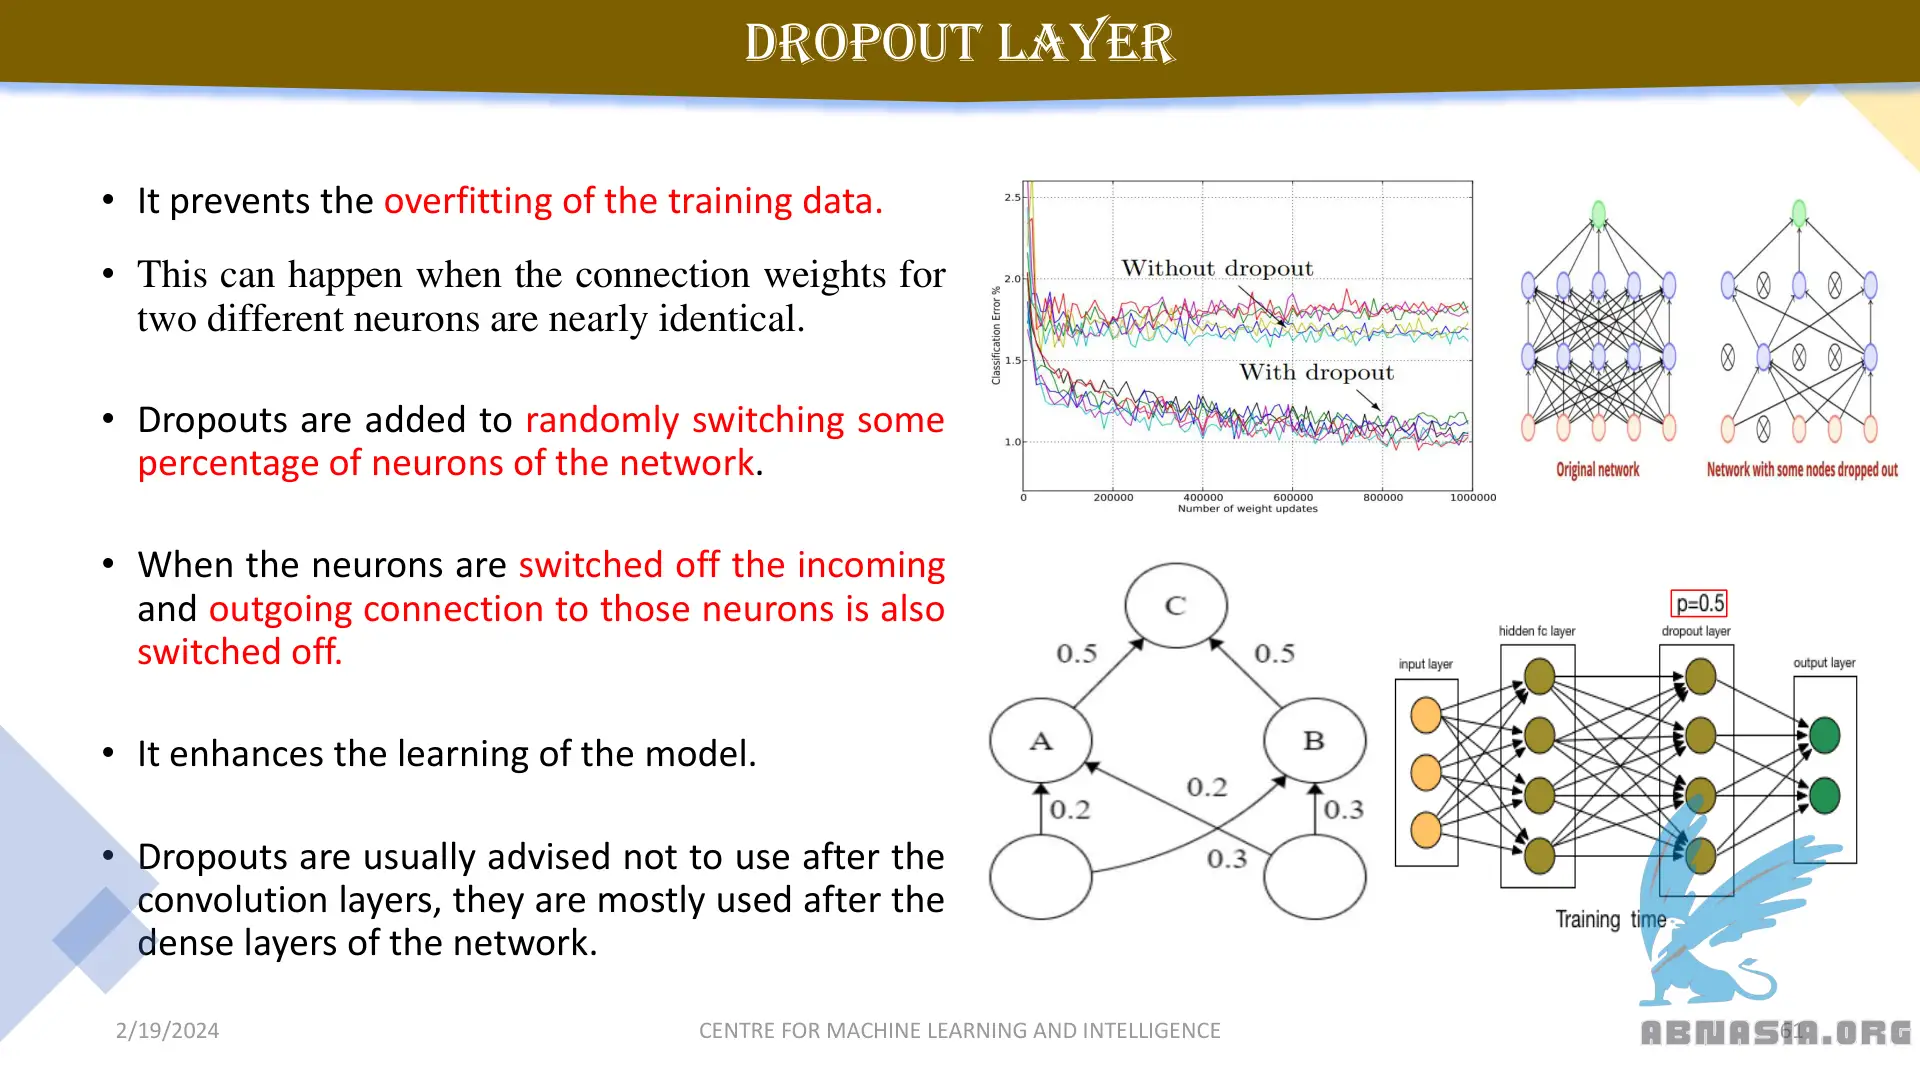 DROPOUT LAYER
• It prevents the overfitting of the training data.
• This can happen when the connection weights for
two different neurons are nearly identical.
• Dropouts are added to randomly switching some
percentage of neurons of the network.
• When the neurons are switched off the incoming
and outgoing connection to those neurons is also
switched off.
• It enhances the learning of the model.
• Dropouts are usually advised not to use after the
convolution layers, they are mostly used after the
dense layers of the network.
2.5
2.0
1.5
1.0
Classification Error %
Without dropout
With dropout
0 200000 400000 600000 800000 1000000
Number of weight updates
Original network
Network with some nodes dropped out
C
0.5 0.5
A B
0.2 0.2 0.3
0.3
p=0.5
hidden fc layer dropout layer
input layer output layer
Training time
2/19/2024
CENTRE FOR MACHINE LEARNING AND INTELLIGENCE
61
ABNASIA.ORG